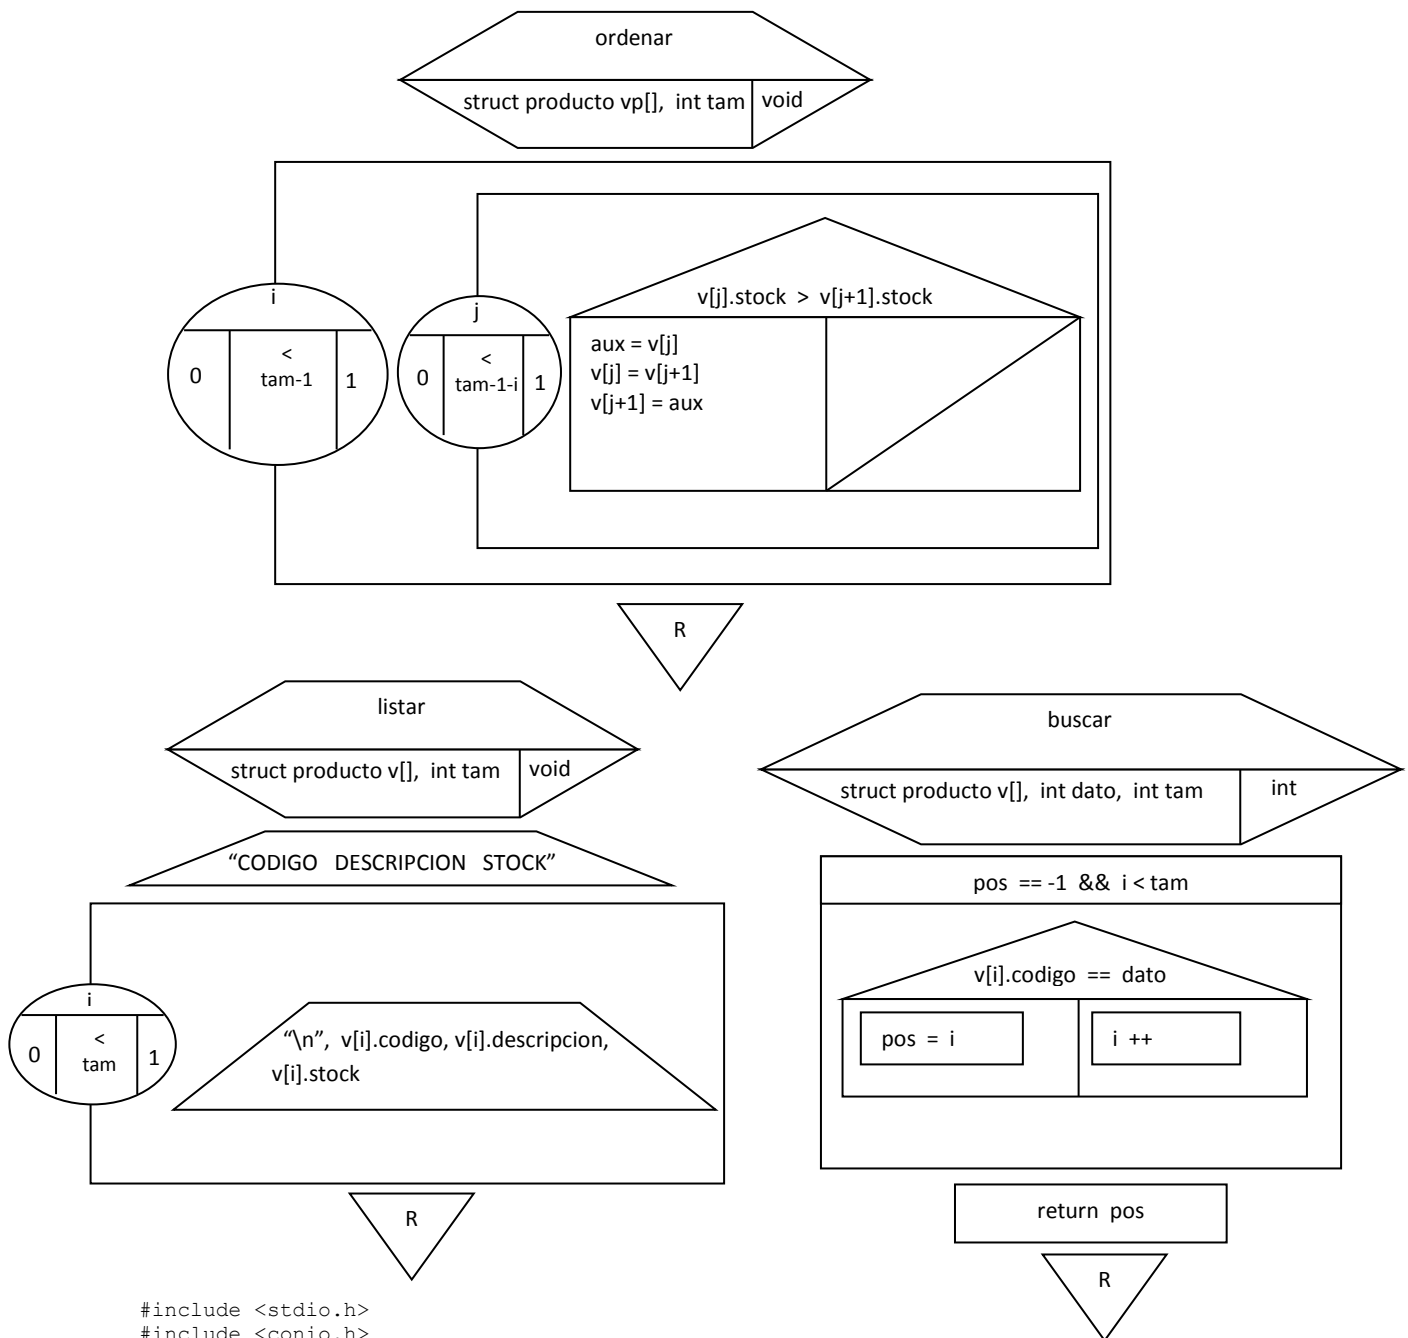 ordenar
struct producto vp[],  int tam
void
v[j].stock  >  v[j+1].stock
i
j
0
<
tam-1
1
0
<
tam-1-i
1
aux = v[j]
v[j] = v[j+1]
v[j+1] = aux
R
listar
struct producto v[],  int tam
void
“CODIGO   DESCRIPCION   STOCK”
i
0
<
tam
1
“\n”,  v[i].codigo, v[i].descripcion,
v[i].stock
R
buscar
struct producto v[],  int dato,  int tam
int
pos  == -1  &&  i < tam
v[i].codigo  ==  dato
pos  =  i
i  ++
return  pos
R
#include <stdio.h>
#include <conio.h>